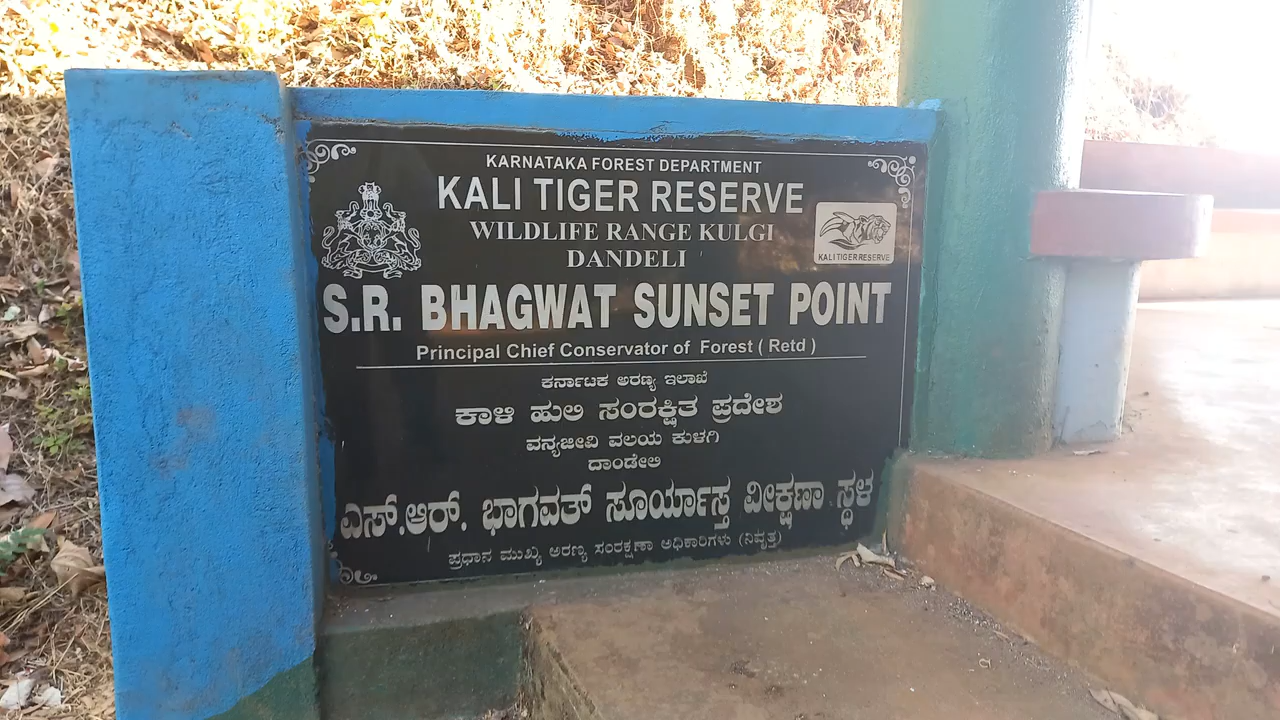 KARNATAKA FOREST DEPARTMENT
KALI TIGER RESERVE
WILDLIFE RANGE KULGI
DANDELI
KALI TIGER RESERVE
S.R. BHAGWAT SUNSET POINT
Principal Chief Conservator of Forest ( Retd )
ಕರ್ನಾಟಕ ಅರಣ್ಯ ಇಲಾಖೆ
ಕಾಳಿ ಹುಲಿ ಸಂರಕ್ಷಿತ ಪ್ರದೇಶ
ವನ್ಯಜೀವಿ ವಲಯ ಕುಳಗಿ
ದಾಂಡೇಲಿ
ಎಸ್.ಆರ್. ಭಾಗವತ್ ಸೂರ್ಯಾಸ್ತ ವೀಕ್ಷಣಾ ಸ್ಥಳ
ಪ್ರಧಾನ ಮುಖ್ಯ ಅರಣ್ಯ ಸಂರಕ್ಷಣಾ ಅಧಿಕಾರಿಗಳು (ನಿವೃತ್ತ)